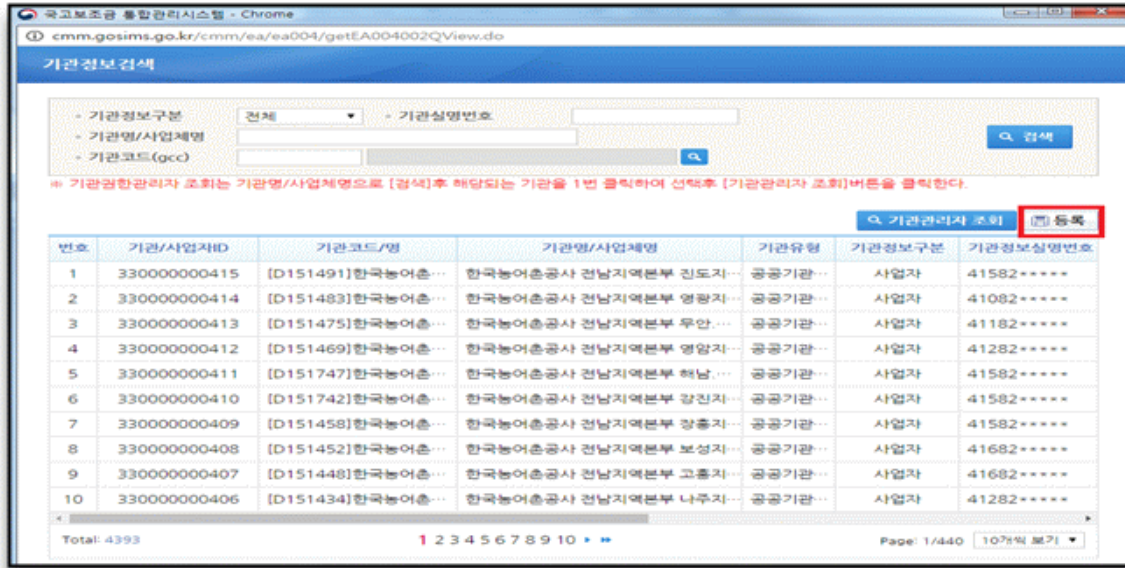 국고보조금 통합관리시스템 - Chrome
cmm.gosims.go.kr/cmm/ea/ea004/getEA004002QView.do
기관정보검색
기관정보구분 전체 기관실명번호
기관명/사업체명 검색
기관코드(gcc)
※ 기관권한관리자 조회는 기관명/사업체명으로 [검색]후 해당되는 기관을 1번 클릭하여 선택후 [기관관리자 조회]버튼을 클릭한다.
기관관리자 조회 등록
번호 기관/사업자ID 기관코드/명 기관명/사업체명 기관유형 기관정보구분 기관정보실명번호
1 330000000415 [D151491]한국농어촌… 한국농어촌공사 전남지역본부 진도지… 공공기관… 사업자 41582*****
2 330000000414 [D151483]한국농어촌… 한국농어촌공사 전남지역본부 영광지… 공공기관… 사업자 41082*****
3 330000000413 [D151475]한국농어촌… 한국농어촌공사 전남지역본부 무안.… 공공기관… 사업자 41182*****
4 330000000412 [D151469]한국농어촌… 한국농어촌공사 전남지역본부 영암지… 공공기관… 사업자 41282*****
5 330000000411 [D151747]한국농어촌… 한국농어촌공사 전남지역본부 해남.… 공공기관… 사업자 41582*****
6 330000000410 [D151742]한국농어촌… 한국농어촌공사 전남지역본부 강진지… 공공기관… 사업자 41582*****
7 330000000409 [D151458]한국농어촌… 한국농어촌공사 전남지역본부 장흥지… 공공기관… 사업자 41582*****
8 330000000408 [D151452]한국농어촌… 한국농어촌공사 전남지역본부 보성지… 공공기관… 사업자 41682*****
9 330000000407 [D151448]한국농어촌… 한국농어촌공사 전남지역본부 고흥지… 공공기관… 사업자 41682*****
10 330000000406 [D151434]한국농어촌… 한국농어촌공사 전남지역본부 나주지… 공공기관… 사업자 41282*****
Total: 4393 1 2 3 4 5 6 7 8 9 10 Page: 1/440 10개씩 보기